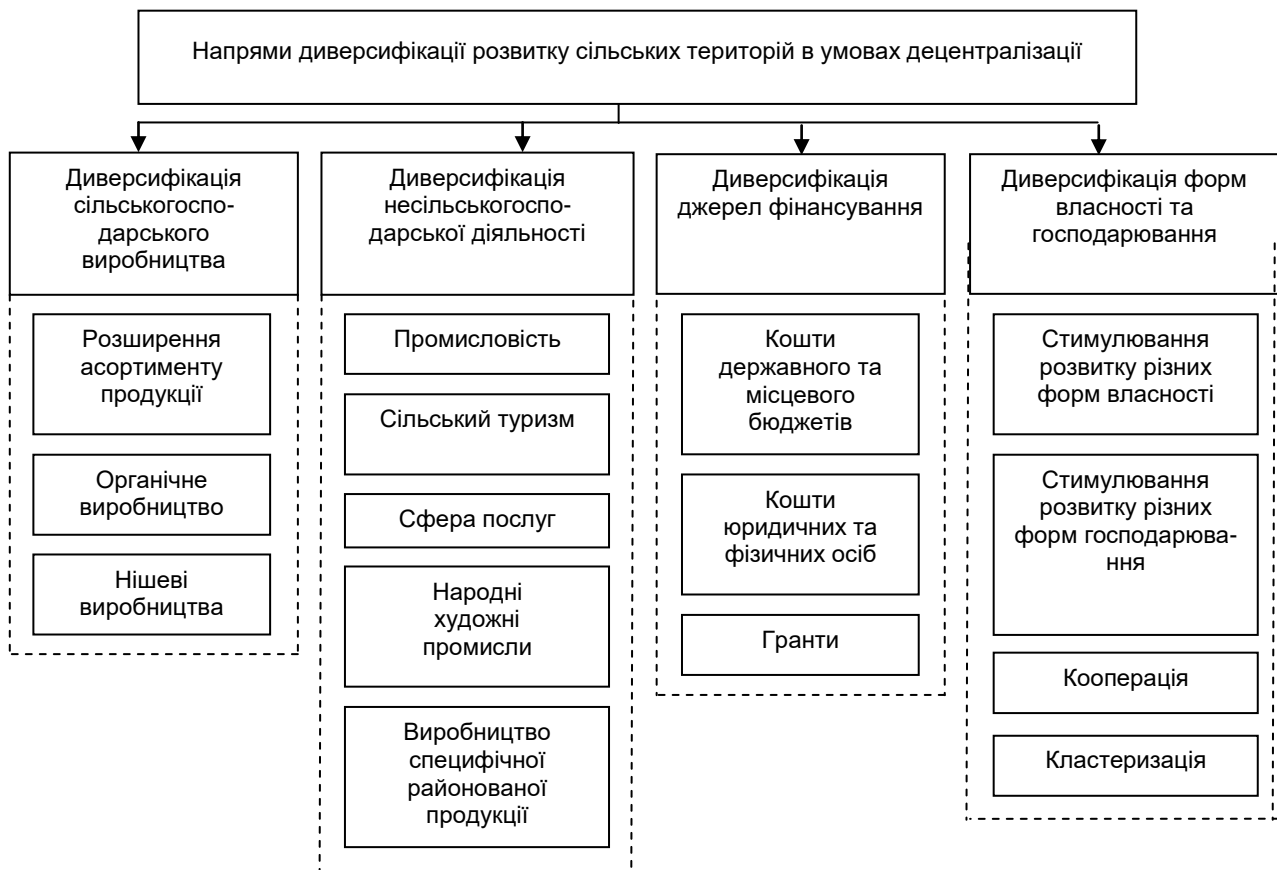 Напрями диверсифікації розвитку сільських територій в умовах децентралізації
Диверсифікація
сільськогоспо-
дарського
виробництва
Розширення
асортименту
продукції
Органічне
виробництво
Нішеві
виробництва
Диверсифікація
несільськогоспо-
дарської діяльності
Промисловість
Сільський туризм
Сфера послуг
Народні
художні
промисли
Виробництво
специфічної
районованої
продукції
Диверсифікація
джерел фінансування
Кошти
державного та
місцевого
бюджетів
Кошти
юридичних та
фізичних осіб
Гранти
Диверсифікація форм
власності та
господарювання
Стимулювання
розвитку різних
форм власності
Стимулювання
розвитку різних
форм господарюва-
ння
Кооперація
Кластеризація